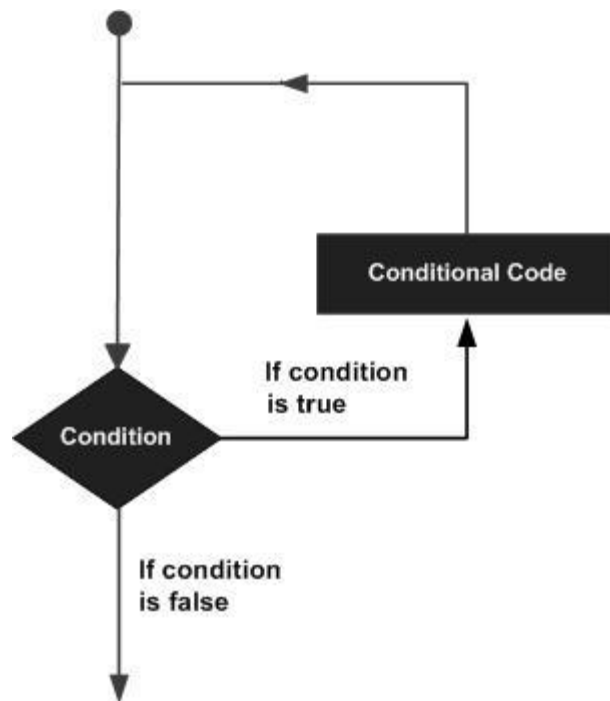 Conditional Code
If condition
is true
Condition
If condition
is false